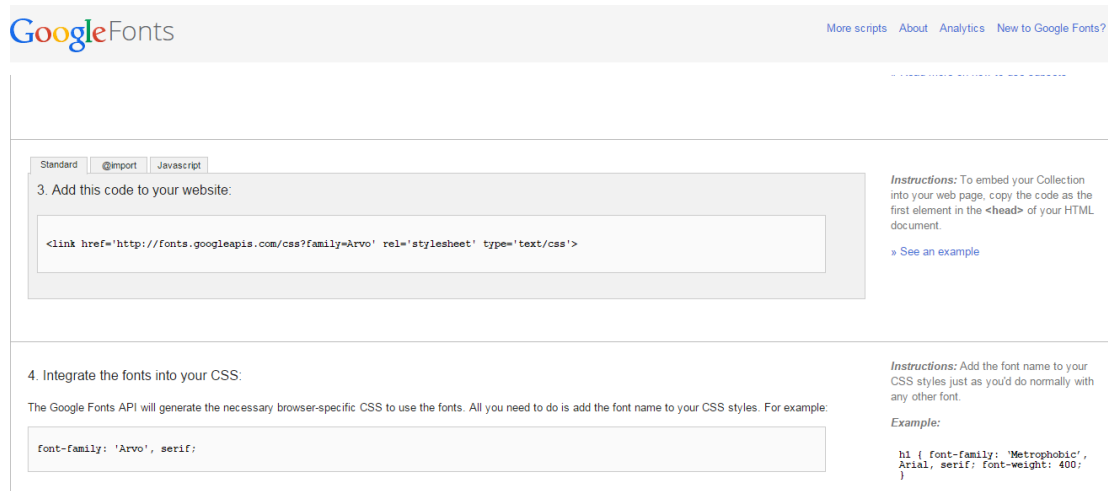 GoogleFonts
More scripts About Analytics New to Google Fonts?
Standard @import Javascript
3. Add this code to your website:
<link href='http://fonts.googleapis.com/css?family=Arvo' rel='stylesheet' type='text/css'>
Instructions: To embed your Collection
into your web page, copy the code as the
first element in the <head> of your HTML
document.
» See an example
4. Integrate the fonts into your CSS:
The Google Fonts API will generate the necessary browser-specific CSS to use the fonts. All you need to do is add the font name to your CSS styles. For example:
font-family: 'Arvo', serif;
Instructions: Add the font name to your
CSS styles just as you'd do normally with
any other font.
Example:
h1 { font-family: ‘Metrophobic’,
Arial, serif; font-weight: 400;
}